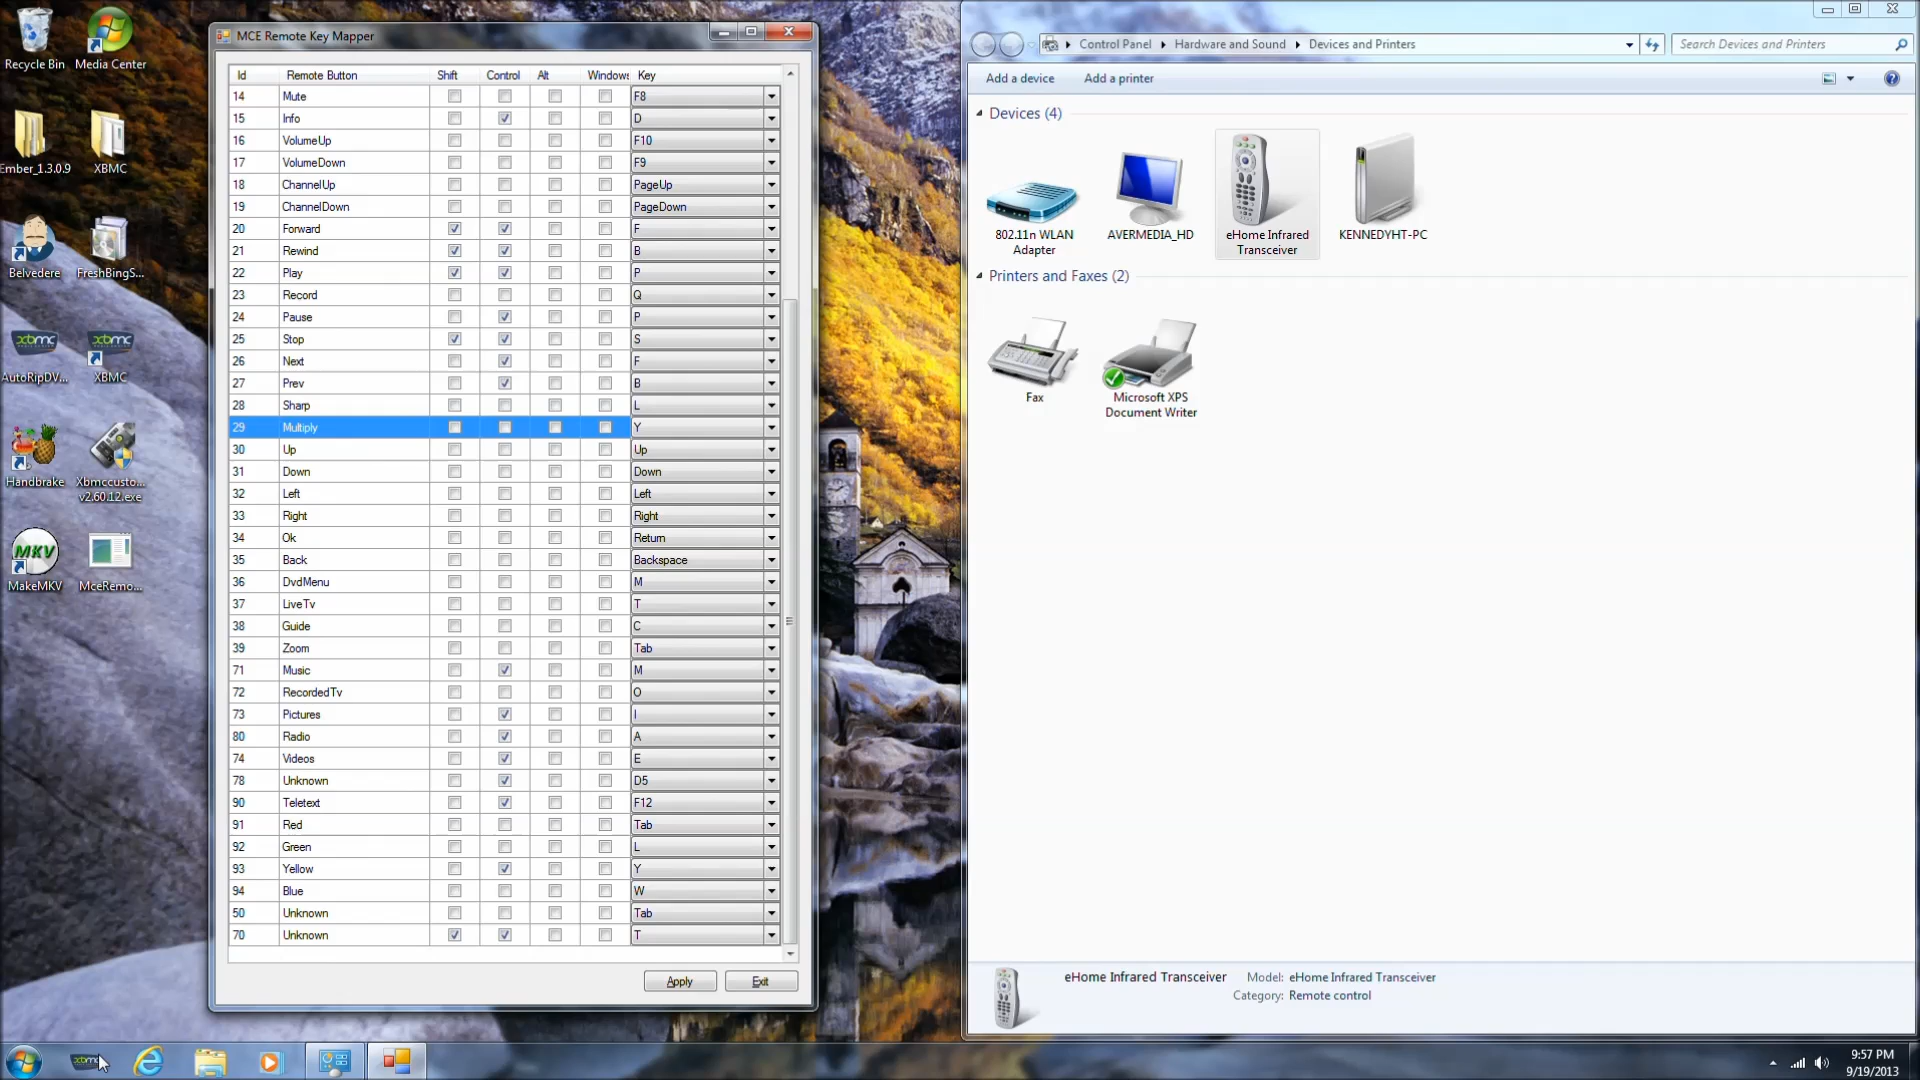 Recycle Bin
Media Center
Ember_1.3.0.9
XBMC
Belvedere
FreshBingS...
xbmc
xbmc
AutoRipDV...
XBMC
Handbrake
Xbmccusto...
v2.60.12.exe
MKV
MakeMKV
MceRemo...
MCE Remote Key Mapper
Id Remote Button Shift Control Alt Windows Key
14 Mute F8
15 Info D
16 VolumeUp F10
17 VolumeDown F9
18 ChannelUp PageUp
19 ChannelDown PageDown
20 Forward F
21 Rewind B
22 Play P
23 Record Q
24 Pause P
25 Stop S
26 Next F
27 Prev B
28 Sharp L
29 Multiply Y
30 Up Up
31 Down Down
32 Left Left
33 Right Right
34 Ok Return
35 Back Backspace
36 DvdMenu M
37 LiveTv T
38 Guide C
39 Zoom Tab
71 Music M
72 RecordedTv O
73 Pictures I
80 Radio A
74 Videos E
78 Unknown D5
90 Teletext F12
91 Red Tab
92 Green L
93 Yellow Y
94 Blue W
50 Unknown Tab
70 Unknown T
Apply Exit
Control Panel Hardware and Sound Devices and Printers
Search Devices and Printers
Add a device Add a printer
Devices (4)
802.11n WLAN
Adapter
AVERMEDIA_HD
eHome Infrared
Transceiver
KENNEDYHT-PC
Printers and Faxes (2)
Fax
Microsoft XPS
Document Writer
eHome Infrared Transceiver Model: eHome Infrared Transceiver
Category: Remote control
xbmc
9:57 PM
9/19/2013